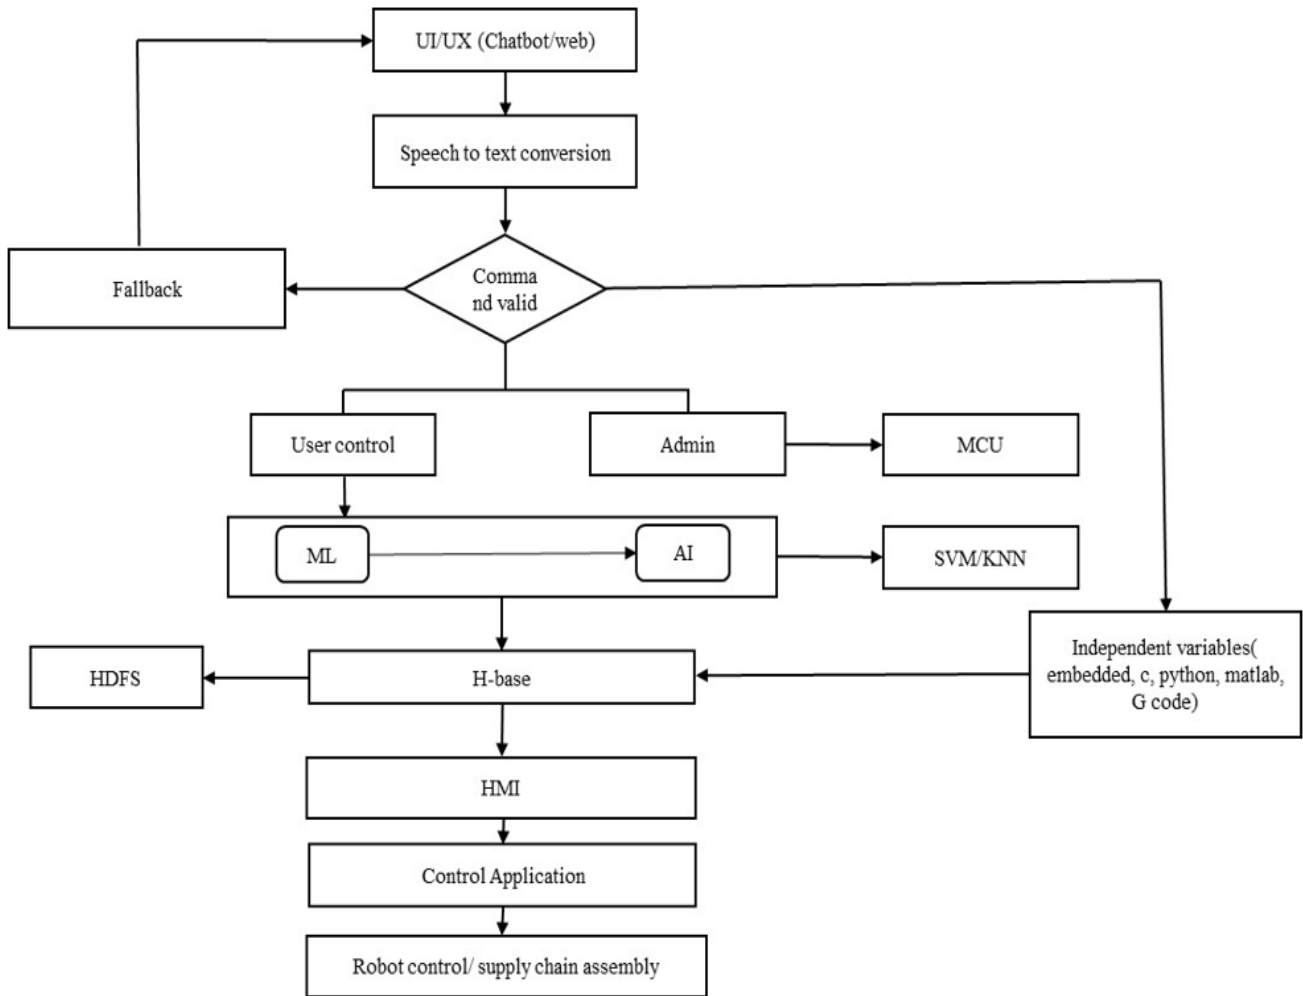 UI/UX (Chatbot/web)
Speech to text conversion
Comma
nd valid
Fallback
User control
Admin
MCU
ML
AI
SVM/KNN
HDFS
H-base
Independent variables(
embedded, c, python, matlab,
G code)
HMI
Control Application
Robot control/ supply chain assembly